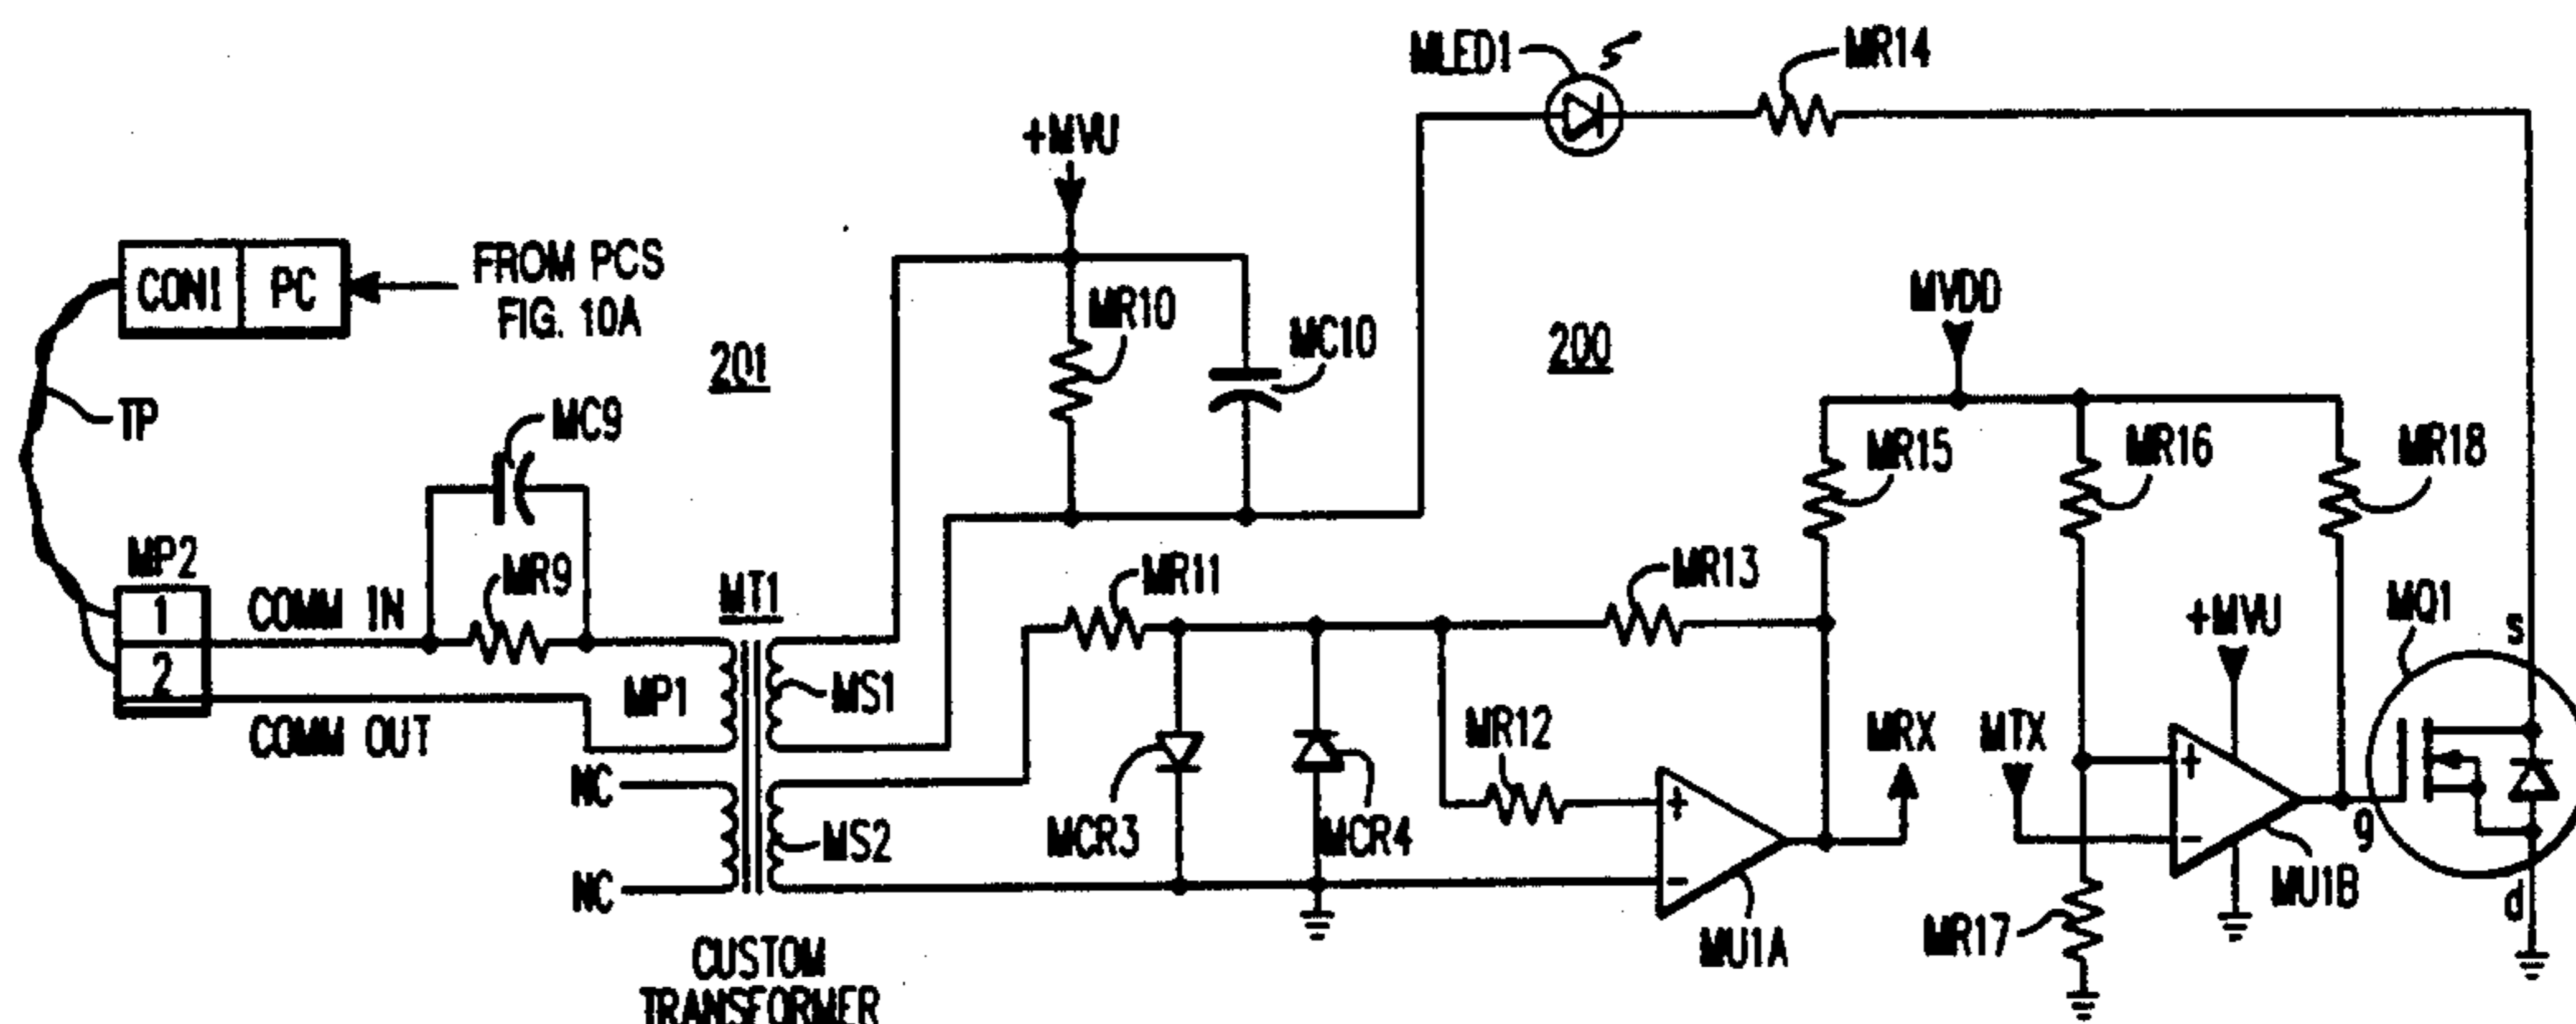 MLED1
5
MR14
+MVU
CONI PC
FROM PCS
FIG. 10A
MR10
MC10
201
200
MVDD
TP
MC9
MR15
MR16
MR18
MP2
1
2
COMM IN
MR9
MT1
MR11
MR13
MQ1
+MVU
s
MP1
MS1
COMM OUT
MR12
MRX
MTX
NC
+
+
MCR3
MCR4
MS2
-
-
g
NC
MU1A
MR17
MU1B
d
CUSTOM
TRANSFORMER